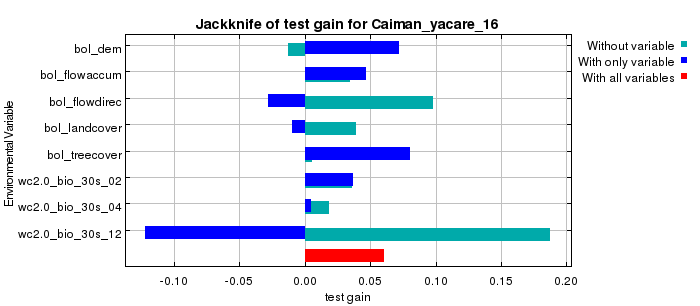 Jackknife of test gain for Caiman_yacare_16
Without variable
With only variable
With all variables
Environmental Variable
bol_dem
bol_flowaccum
bol_flowdirec
bol_landcover
bol_treecover
wc2.0_bio_30s_02
wc2.0_bio_30s_04
wc2.0_bio_30s_12
-0.10 -0.05 0.00 0.05 0.10 0.15 0.20
test gain